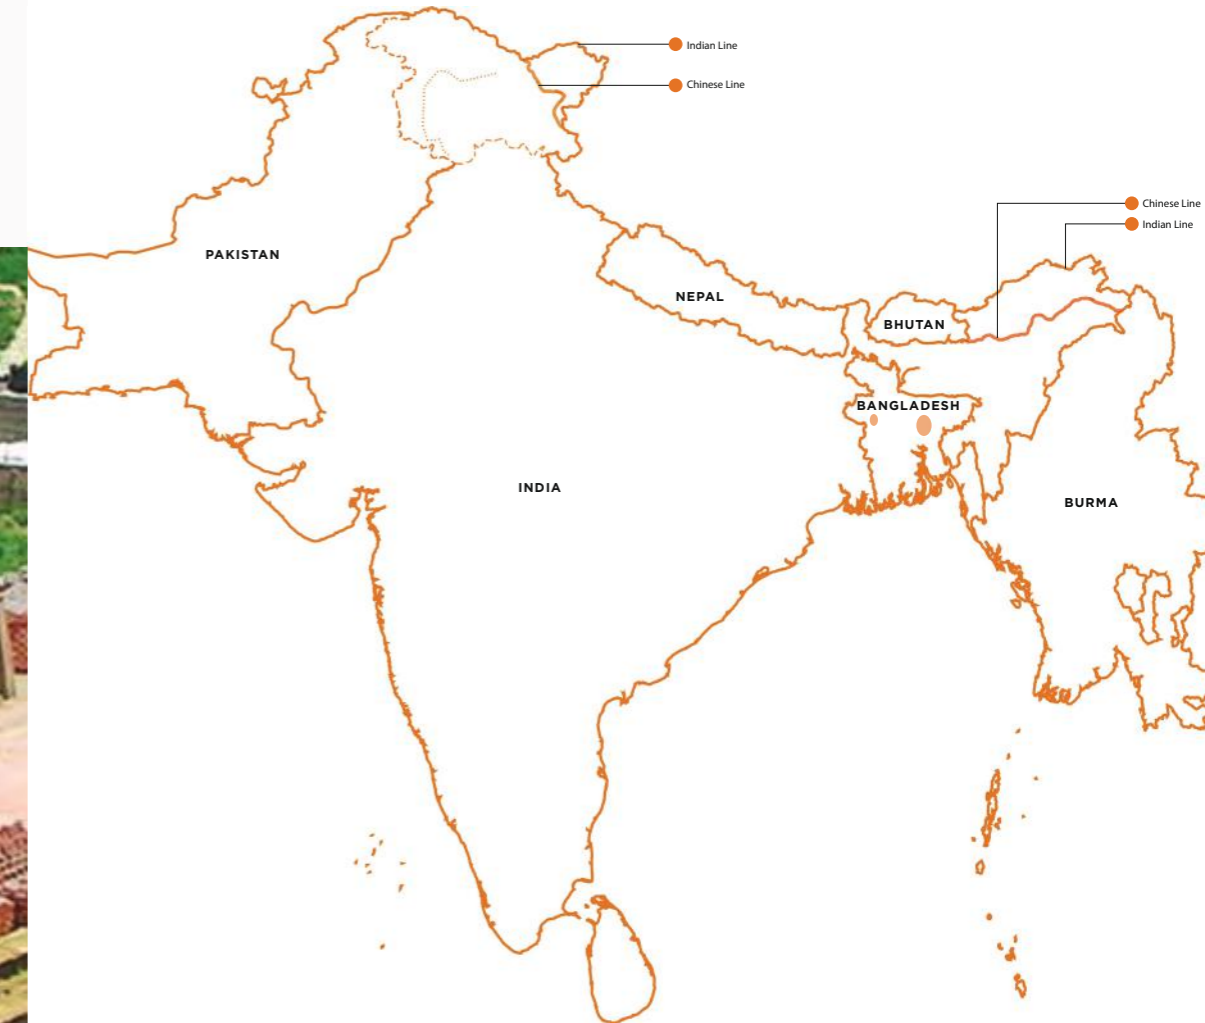 Indian Line
Chinese Line
Chinese Line
Indian Line
PAKISTAN
NEPAL
BHUTAN
BANGLADESH
INDIA
BURMA